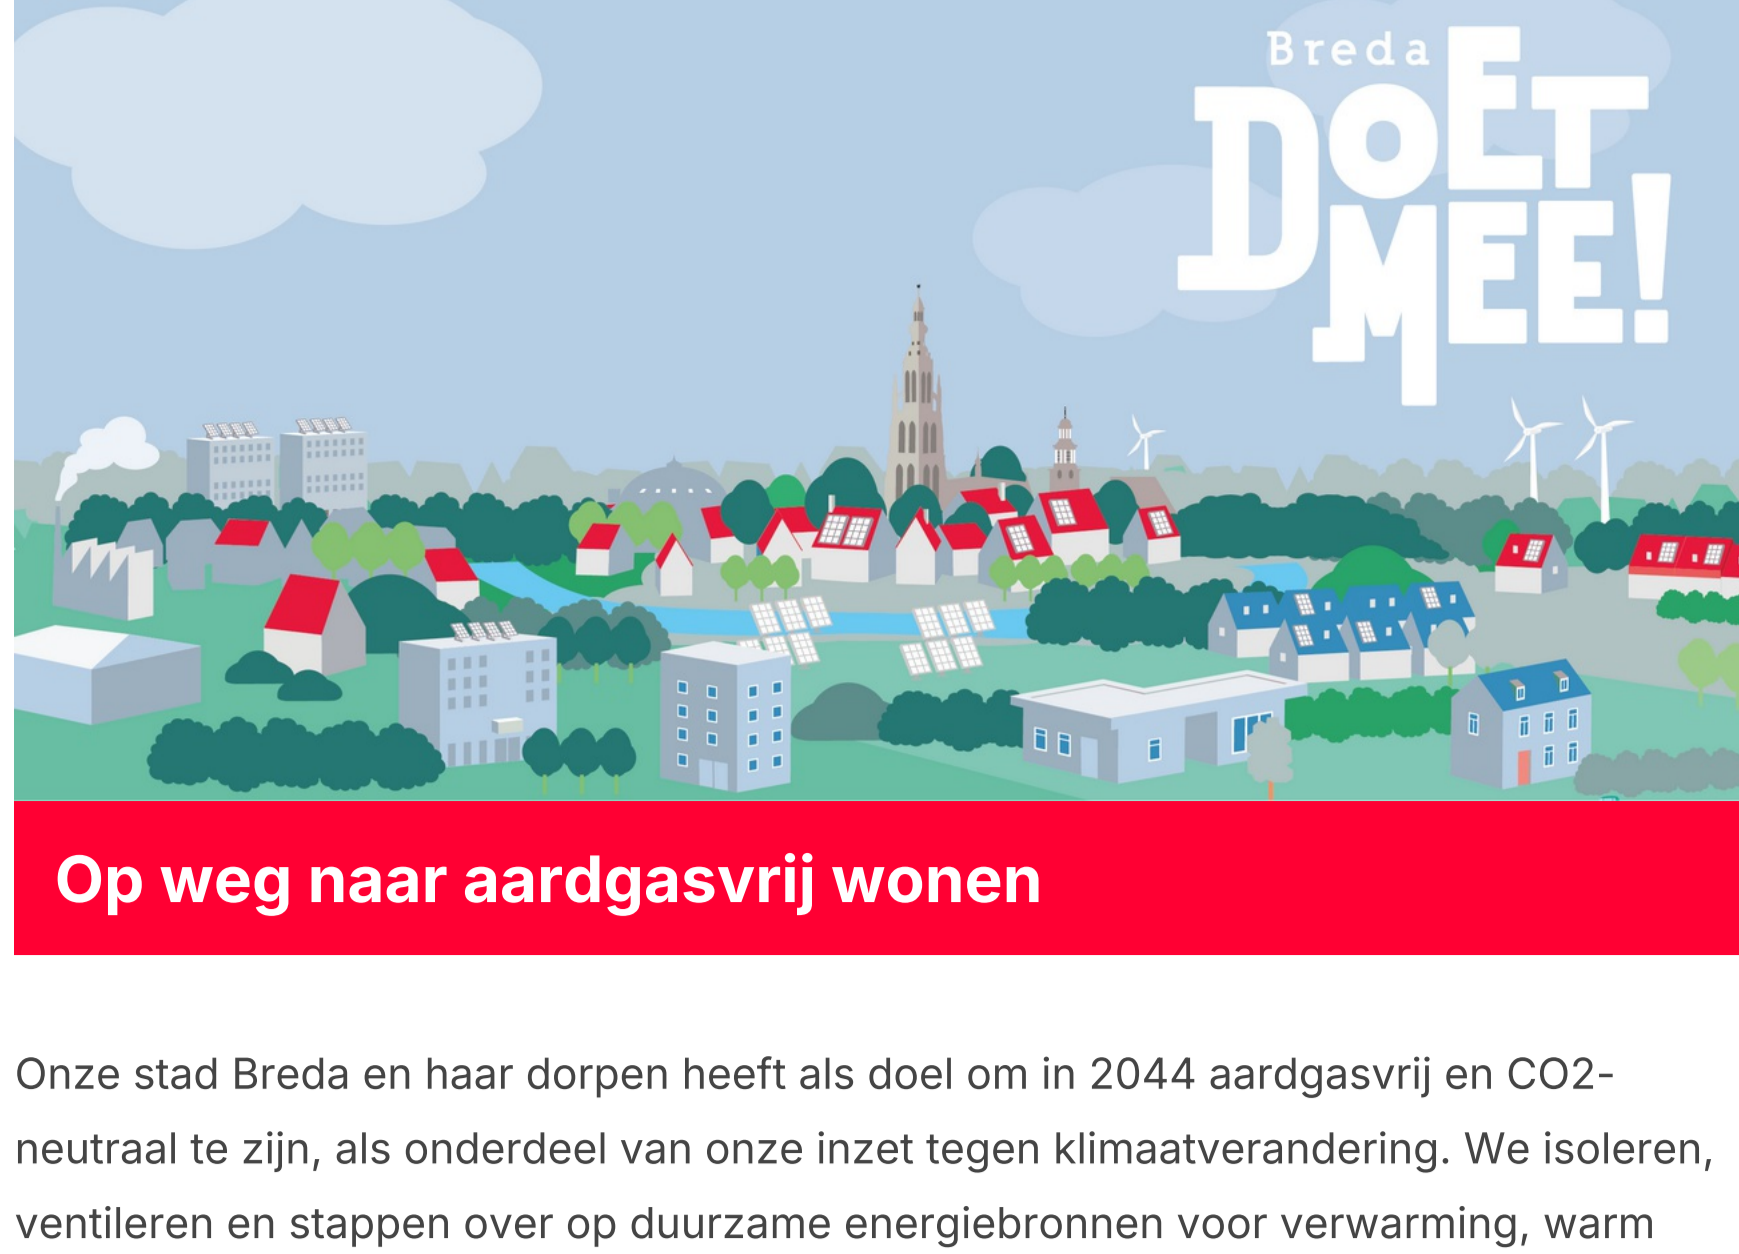 Breda
DOET
MEE!
Op weg naar aardgasvrij wonen
Onze stad Breda en haar dorpen heeft als doel om in 2044 aardgasvrij en CO2-
neutraal te zijn, als onderdeel van onze inzet tegen klimaatverandering. We isoleren,
ventileren en stappen over op duurzame energiebronnen voor verwarming, warm